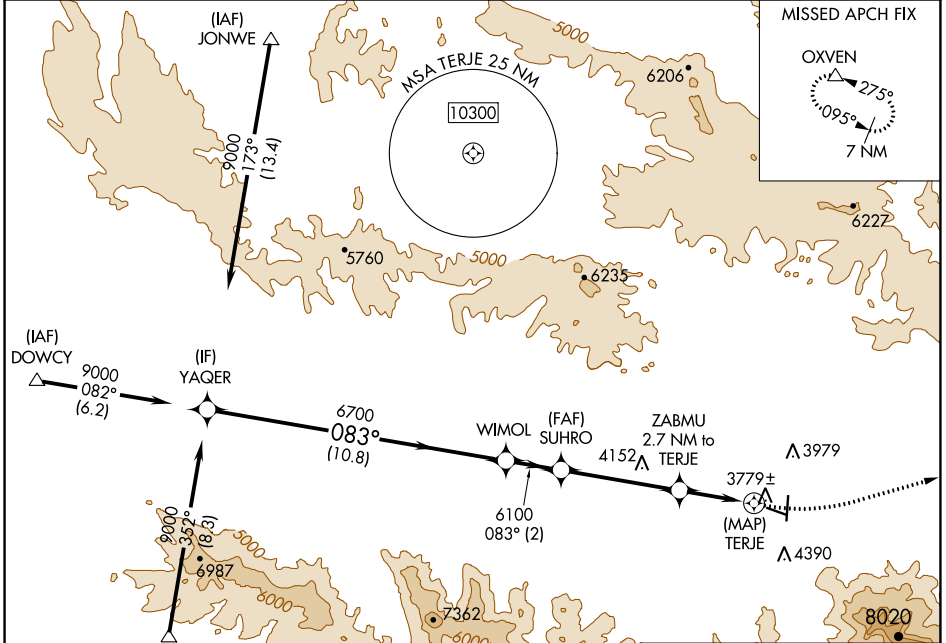 (IAF)
JONWE
9000
173°
(13.4)
5000
MSA TERJE 25 NM
10300
6206
MISSED APCH FIX
OXVEN
275°
095°
7 NM
6227
5760
5000
6235
(IAF)
DOWCY
9000
082°
(6.2)
(IF)
YAQER
6700
083°
(10.8)
WIMOL
(FAF)
SUHRO
6100
083° (2)
4152
ZABMU
2.7 NM to
TERJE
3979
3779±
(MAP)
TERJE
4390
9000
352°
(8.3)
5000
6987
6000
7362
6000
8020